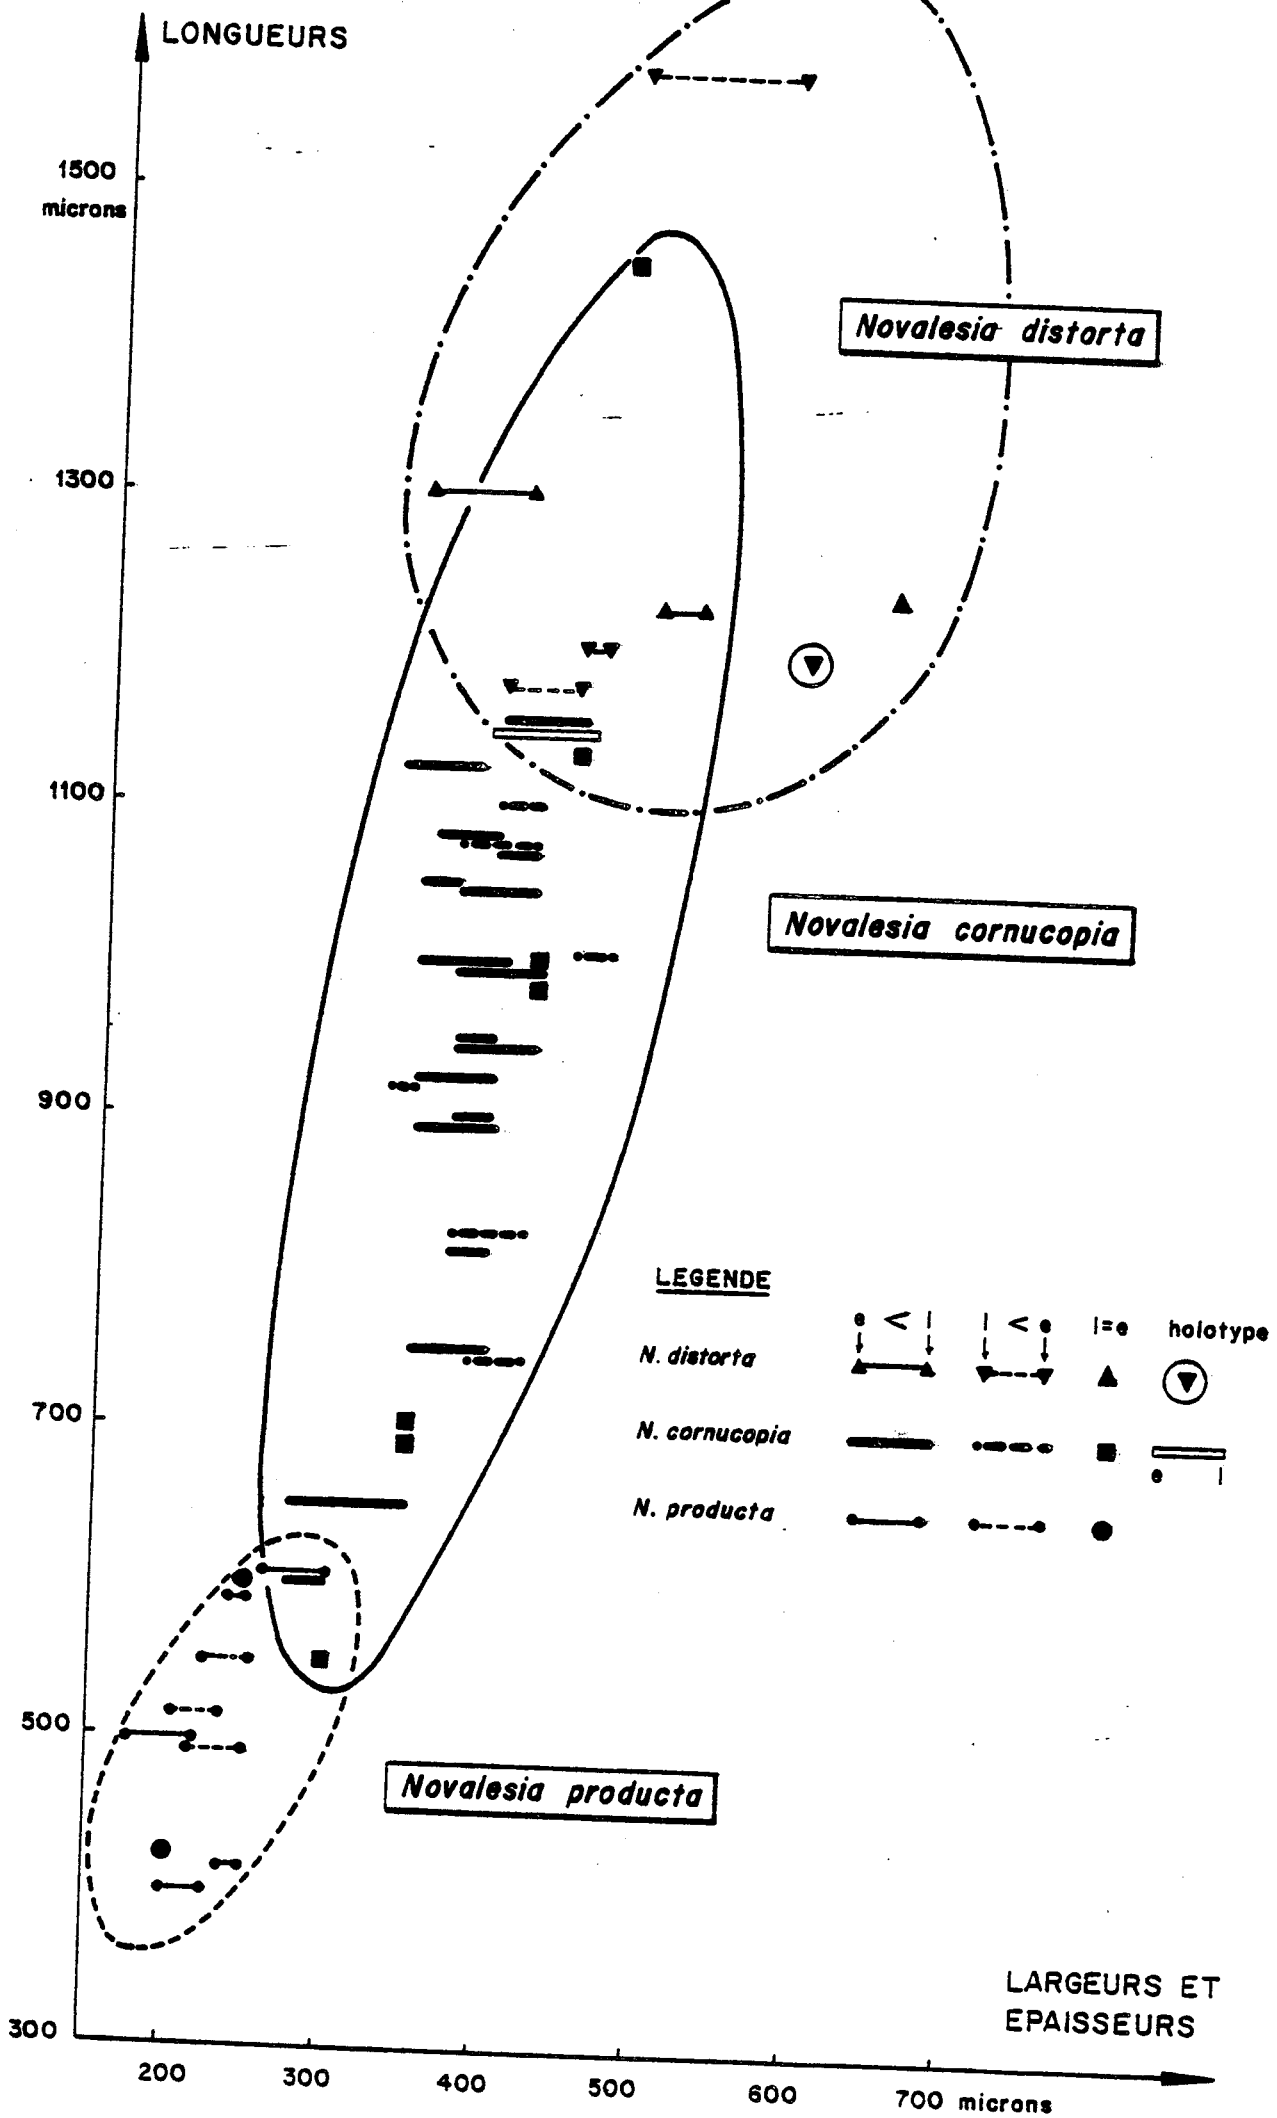 LONGUEURS
1500
microns
Novalesia distorta
1300
1100
Novalesia cornucopia
900
LEGENDE
e < l
l < e
l=e
holotype
N. distorta
700
N. cornucopia
e l
N. producta
500
Novalesia producta
LARGEURS ET
EPAISSEURS
300
200 300 400 500 600 700 microns